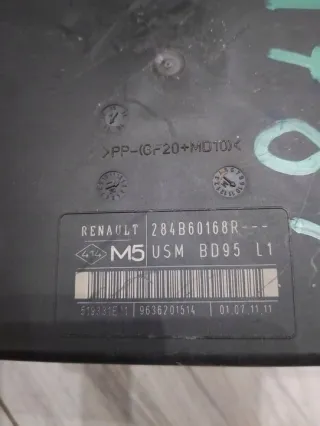 >PP-(GF20+MD10)<
RENAULT 284B60168R---
M5 USM BD95 L1
9636201514 01.07.11.11